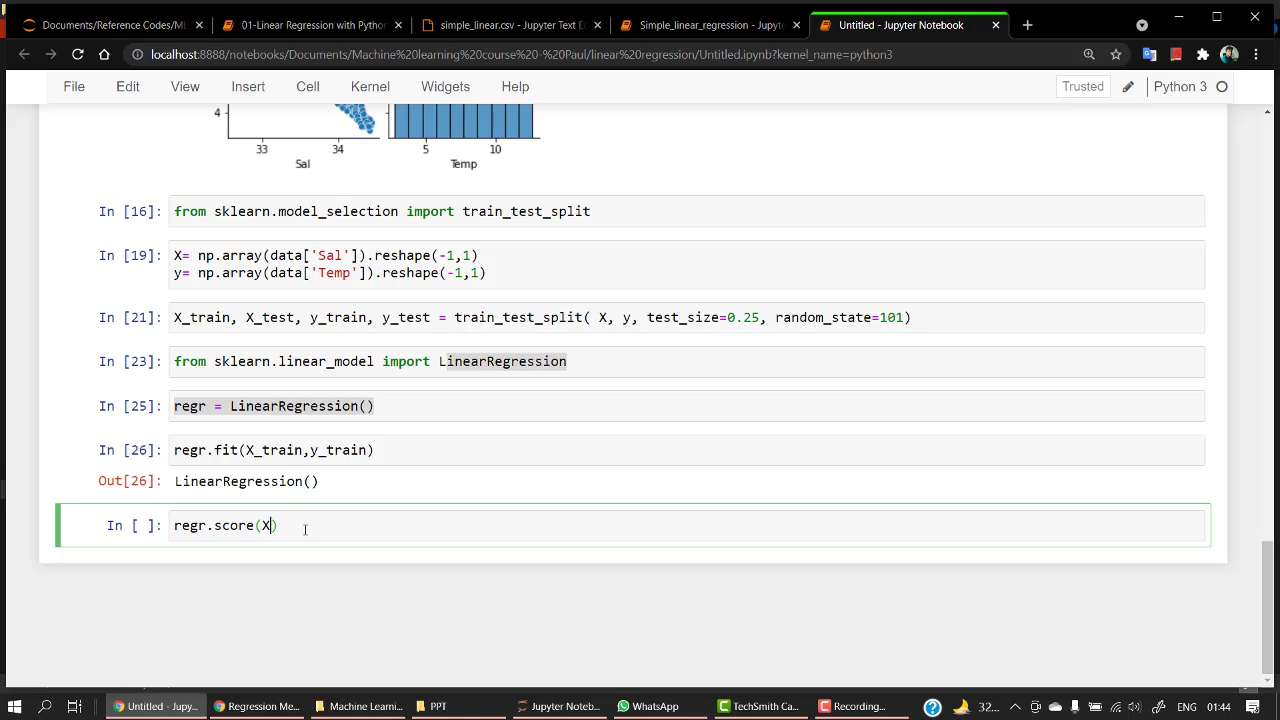 Documents/Reference Codes/ML
01-Linear Regression with Python
simple_linear.csv - Jupyter Text E
Simple_linear_regression - Jupyte
Untitled - Jupyter Notebook
localhost:8888/notebooks/Documents/Machine%20learning%20course%20-%20Paul/linear%20regression/Untitled.ipynb?kernel_name=python3
File Edit View Insert Cell Kernel Widgets Help Trusted Python 3
4
33 34 5 10
Sal Temp
In [16]: from sklearn.model_selection import train_test_split
In [19]: X= np.array(data['Sal']).reshape(-1,1)
y= np.array(data['Temp']).reshape(-1,1)
In [21]: X_train, X_test, y_train, y_test = train_test_split( X, y, test_size=0.25, random_state=101)
In [23]: from sklearn.linear_model import LinearRegression
In [25]: regr = LinearRegression()
In [26]: regr.fit(X_train,y_train)
Out[26]: LinearRegression()
In [ ]: regr.score(X)
Untitled - Jupy... Regression Me... Machine Learni... PPT Jupyter Noteb... WhatsApp TechSmith Ca... Recording... 32... ENG 01:44